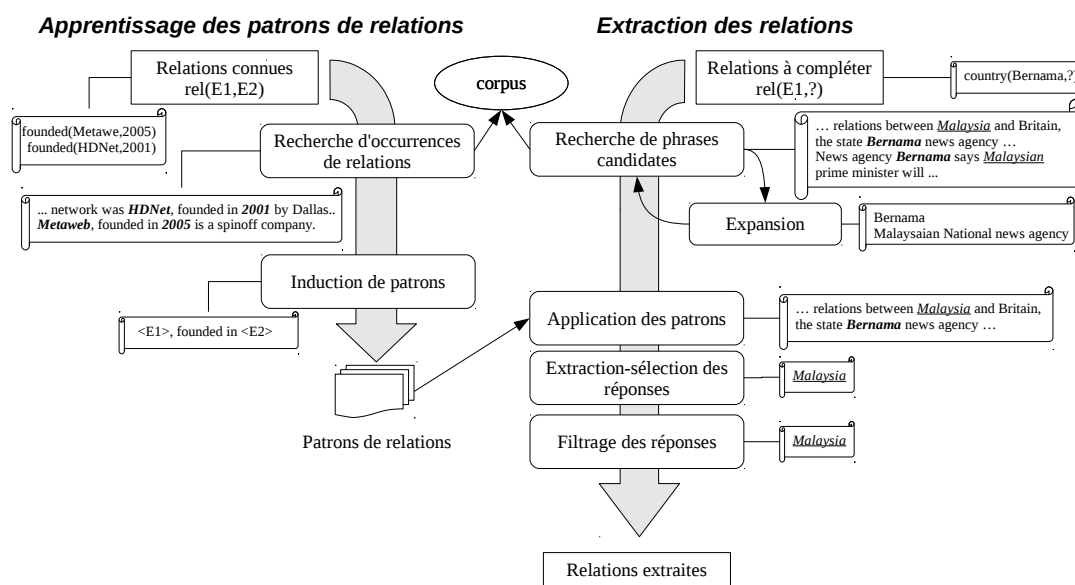 Apprentissage des patrons de relations
Relations connues
rel(E1,E2)
founded(Metawe,2005)
founded(HDNet,2001)
Recherche d'occurrences
de relations
... network was HDNet, founded in 2001 by Dallas..
Metaweb, founded in 2005 is a spinoff company.
Induction de patrons
<E1>, founded in <E2>
Patrons de relations
corpus
Extraction des relations
Relations à compléter
rel(E1,?)
country(Bernama,?)
Recherche de phrases
candidates
… relations between Malaysia and Britain,
the state Bernama news agency …
News agency Bernama says Malaysian
prime minister will ...
Expansion
Bernama
Malaysaian National news agency
Application des patrons
… relations between Malaysia and Britain,
the state Bernama news agency …
Extraction-sélection des
réponses
Malaysia
Filtrage des réponses
Malaysia
Relations extraites